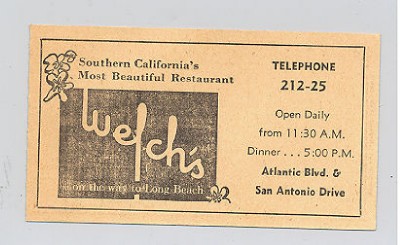 Southern California's
Most Beautiful Restaurant
Welch's
on the way to Long Beach
TELEPHONE
212-25
Open Daily
from 11:30 A.M.
Dinner . . . 5:00 P.M.
Atlantic Blvd. &
San Antonio Drive